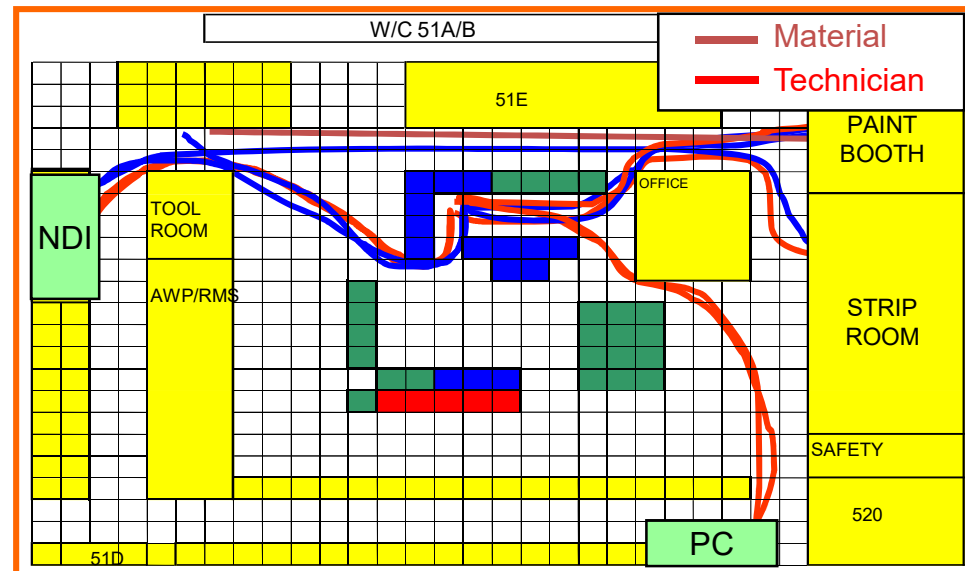 W/C 51A/B
Material
Technician
51E
PAINT
BOOTH
OFFICE
TOOL
ROOM
NDI
AWP/RMS
STRIP
ROOM
SAFETY
520
PC
51D